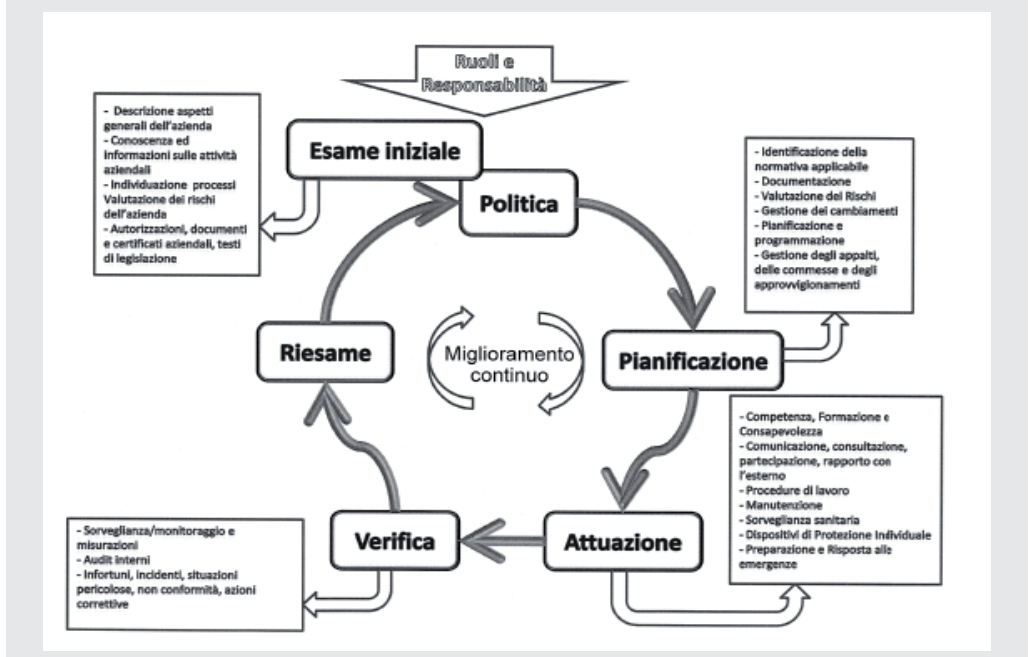 Ruoli e
Responsabilità
- Descrizione aspetti
generali dell'azienda
- Conoscenza ed
Informazioni sulle attività
aziendali
- Individuazione processi
Valutazione dei rischi
dell'azienda
- Autorizzazioni, documenti
e certificati aziendali, testi
di legislazione
Esame iniziale
Politica
- Identificazione della
normativa applicabile
- Documentazione
- Valutazione dei Rischi
- Gestione dei cambiamenti
- Pianificazione e
programmazione
- Gestione degli appalti,
delle commesse e degli
approvvigionamenti
Riesame
Miglioramento
continuo
Pianificazione
- Competenza, Formazione e
Consapevolezza
- Comunicazione, consultazione,
partecipazione, rapporto con
l'esterno
- Procedure di lavoro
- Manutenzione
- Sorveglianza sanitaria
- Dispositivi di Protezione Individuale
- Preparazione e Risposta alle
emergenze
Verifica
Attuazione
- Sorveglianza/monitoraggio e
misurazioni
- Audit interni
- Infortuni, incidenti, situazioni
pericolose, non conformità, azioni
correttive